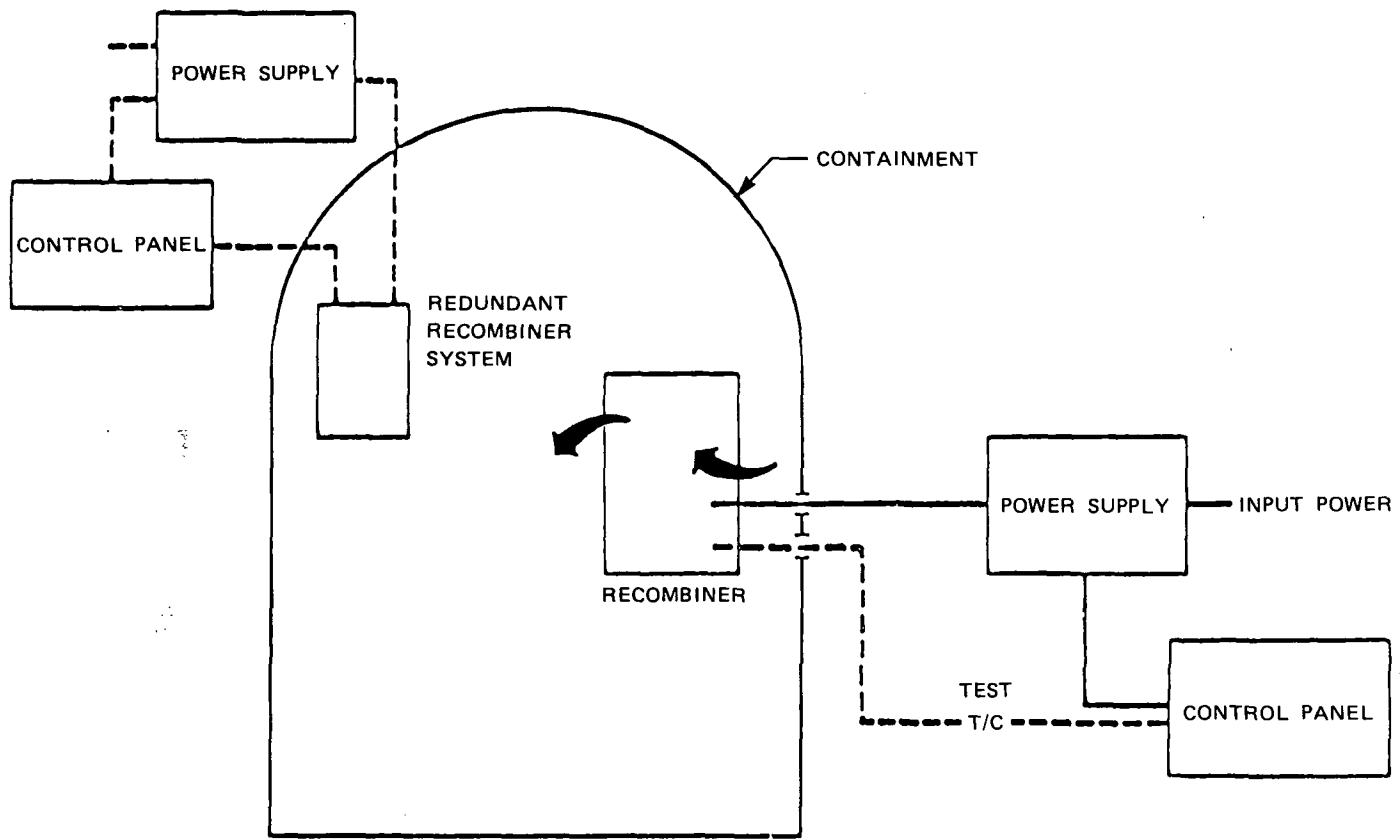 POWER SUPPLY
CONTAINMENT
CONTROL PANEL
REDUNDANT
RECOMBINER
SYSTEM
POWER SUPPLY
INPUT POWER
RECOMBINER
TEST
T/C
CONTROL PANEL